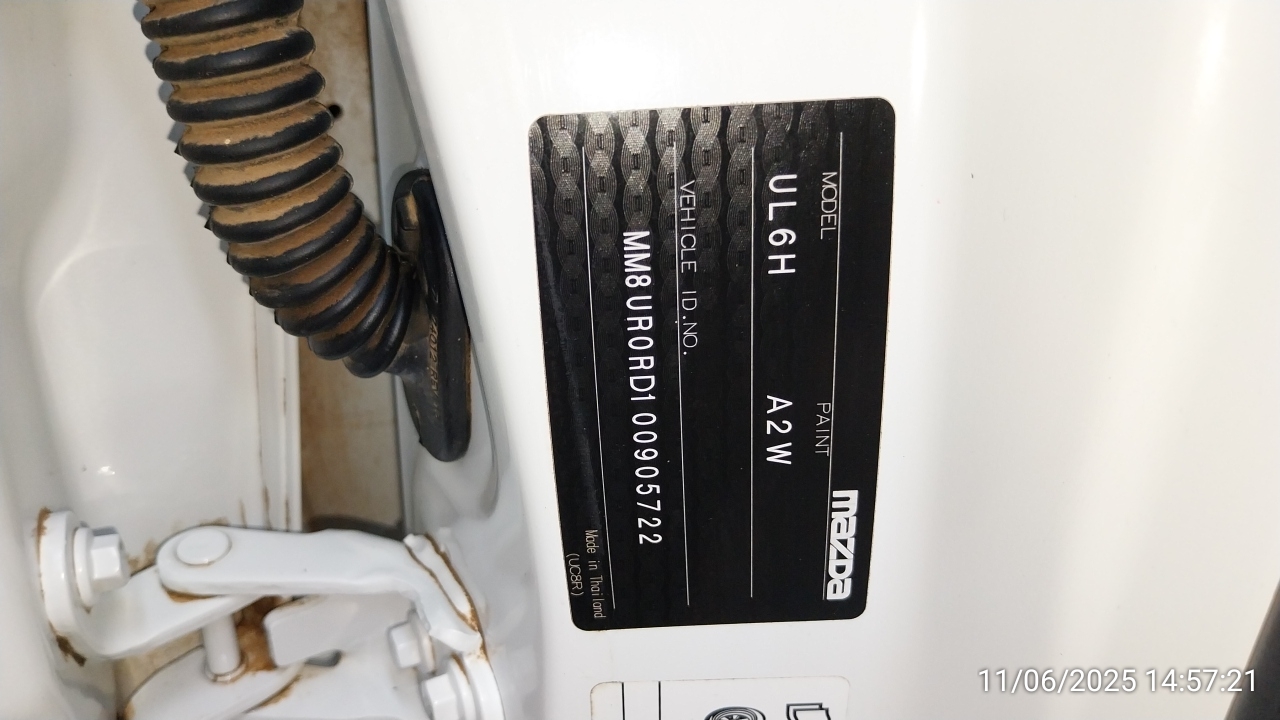 mazda
MODEL PAINT
UL6H A2W
VEHICLE ID.NO.
MM8UR0RD100905722
Made in Thailand
(UC8R)
11/06/2025 14:57:21